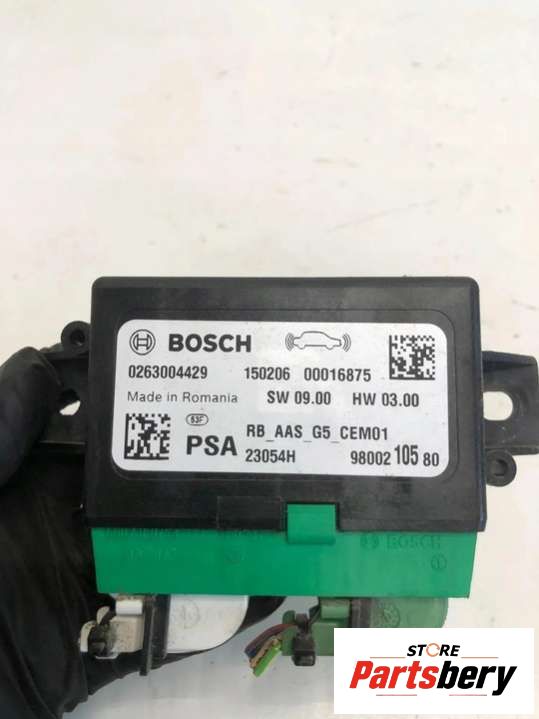 BOSCH
0263004429 150206 00016875
Made in Romania SW 09.00 HW 03.00
53F
PSA RB_AAS_G5_CEM01
23054H 98002 105 80
BOSCH
STORE
Partsbery